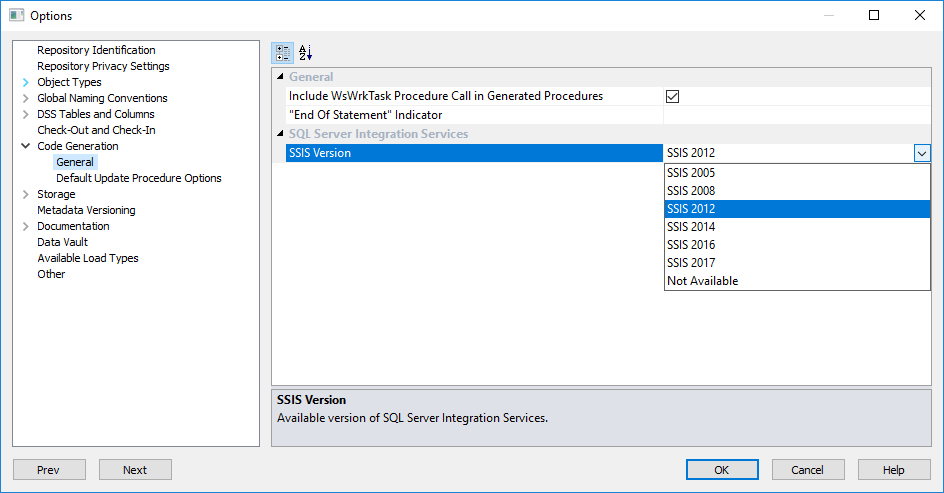 Options
Repository Identification
Repository Privacy Settings
Object Types
Global Naming Conventions
DSS Tables and Columns
Check-Out and Check-In
Code Generation
General
Default Update Procedure Options
Storage
Metadata Versioning
Documentation
Data Vault
Available Load Types
Other
General
Include WsWrkTask Procedure Call in Generated Procedures
"End Of Statement" Indicator
SQL Server Integration Services
SSIS Version SSIS 2012
SSIS 2005
SSIS 2008
SSIS 2012
SSIS 2014
SSIS 2016
SSIS 2017
Not Available
SSIS Version
Available version of SQL Server Integration Services.
Prev Next OK Cancel Help